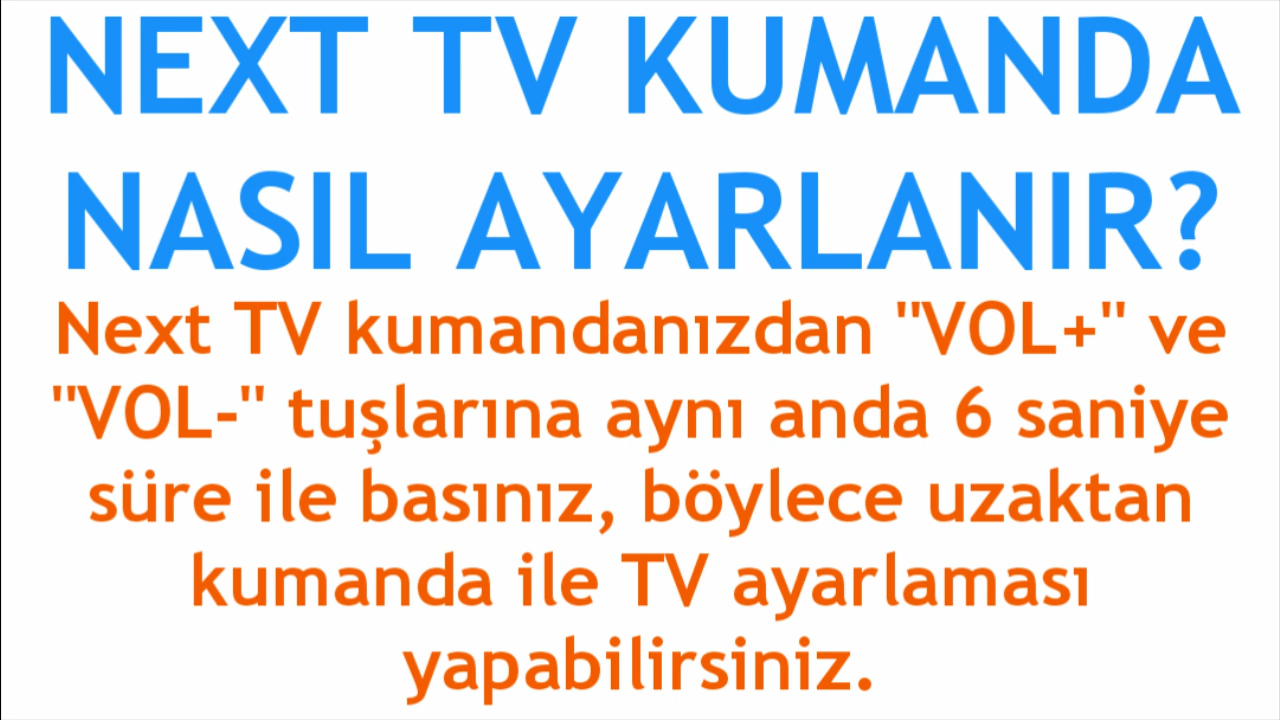 NEXT TV KUMANDA
NASIL AYARLANIR?
Next TV kumandanızdan "VOL+" ve
"VOL-" tuşlarına aynı anda 6 saniye
süre ile basınız, böylece uzaktan
kumanda ile TV ayarlaması
yapabilirsiniz.